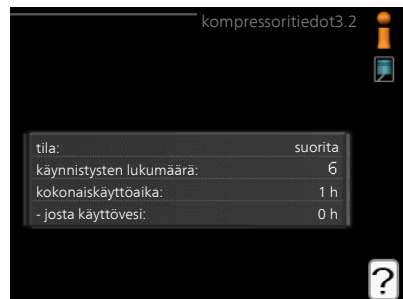 kompressoritiedot3.2
tila: suorita
käynnistysten lukumäärä: 6
kokonaiskäyttöaika: 1 h
- josta käyttövesi: 0 h
?